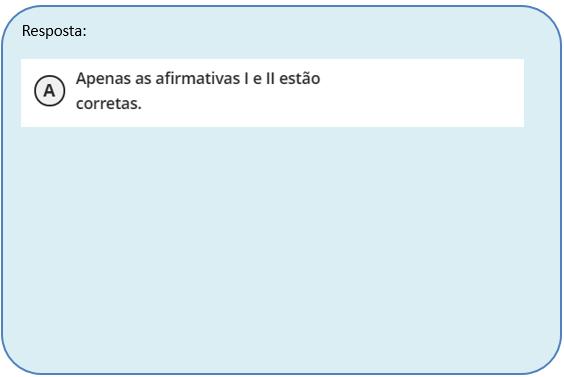 Resposta:
A Apenas as afirmativas I e II estão
corretas.